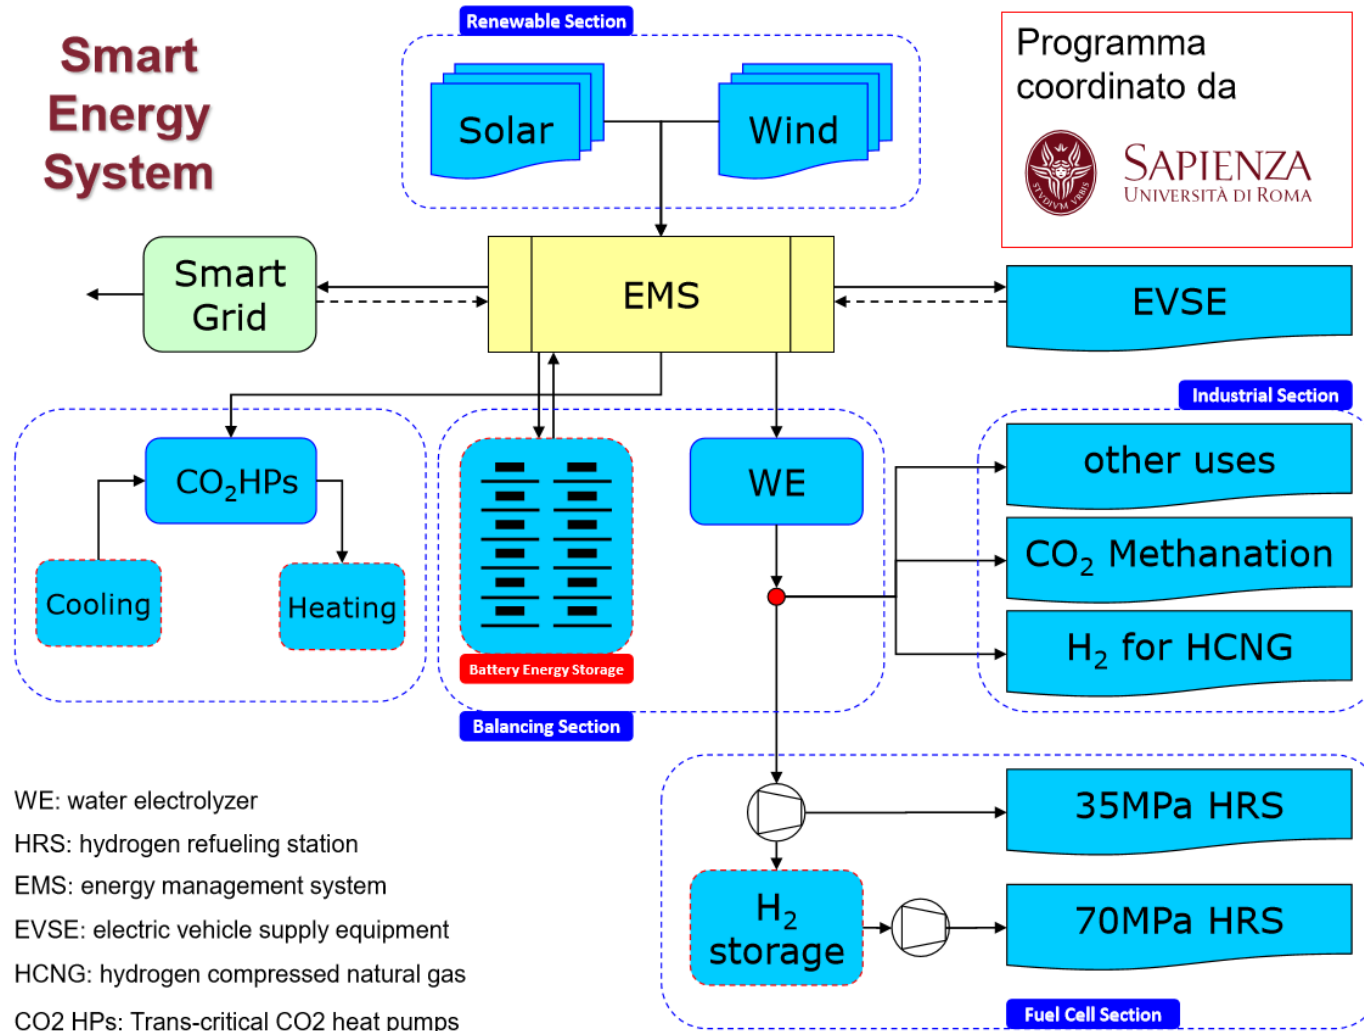 Smart
Energy
System
Renewable Section
Solar
Wind
Programma
coordinato da
STVDIVM VRBIS
SAPIENZA
UNIVERSITÀ DI ROMA
Smart
Grid
EMS
EVSE
Industrial Section
CO2HPs
Cooling
Heating
WE
other uses
CO2 Methanation
H2 for HCNG
Battery Energy Storage
Balancing Section
35MPa HRS
H2
storage
70MPa HRS
Fuel Cell Section
WE: water electrolyzer
HRS: hydrogen refueling station
EMS: energy management system
EVSE: electric vehicle supply equipment
HCNG: hydrogen compressed natural gas
CO2 HPs: Trans-critical CO2 heat pumps